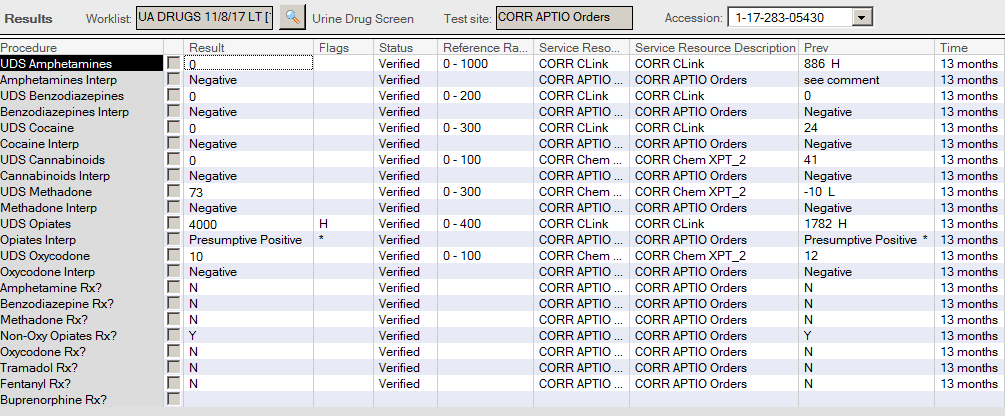 Results Worklist: UA DRUGS 11/8/17 LT [ Urine Drug Screen Test site: CORR APTIO Orders Accession: 1-17-283-05430
Procedure Result Flags Status Reference Ra... Service Reso... Service Resource Description Prev Time
UDS Amphetamines 0 Verified 0 - 1000 CORR CLink CORR CLink 886 H 13 months
Amphetamines Interp Negative Verified CORR APTIO ... CORR APTIO Orders see comment 13 months
UDS Benzodiazepines 0 Verified 0 - 200 CORR CLink CORR CLink 0 13 months
Benzodiazepines Interp Negative Verified CORR APTIO ... CORR APTIO Orders Negative 13 months
UDS Cocaine 0 Verified 0 - 300 CORR CLink CORR CLink 24 13 months
Cocaine Interp Negative Verified CORR APTIO ... CORR APTIO Orders Negative 13 months
UDS Cannabinoids 0 Verified 0 - 100 CORR Chem ... CORR Chem XPT_2 41 13 months
Cannabinoids Interp Negative Verified CORR APTIO ... CORR APTIO Orders Negative 13 months
UDS Methadone 73 Verified 0 - 300 CORR Chem ... CORR Chem XPT_2 -10 L 13 months
Methadone Interp Negative Verified CORR APTIO ... CORR APTIO Orders Negative 13 months
UDS Opiates 4000 H Verified 0 - 400 CORR CLink CORR CLink 1782 H 13 months
Opiates Interp Presumptive Positive * Verified CORR APTIO ... CORR APTIO Orders Presumptive Positive * 13 months
UDS Oxycodone 10 Verified 0 - 100 CORR Chem ... CORR Chem XPT_2 12 13 months
Oxycodone Interp Negative Verified CORR APTIO ... CORR APTIO Orders Negative 13 months
Amphetamine Rx? N Verified CORR APTIO ... CORR APTIO Orders N 13 months
Benzodiazepine Rx? N Verified CORR APTIO ... CORR APTIO Orders N 13 months
Methadone Rx? N Verified CORR APTIO ... CORR APTIO Orders N 13 months
Non-Oxy Opiates Rx? Y Verified CORR APTIO ... CORR APTIO Orders Y 13 months
Oxycodone Rx? N Verified CORR APTIO ... CORR APTIO Orders N 13 months
Tramadol Rx? N Verified CORR APTIO ... CORR APTIO Orders N 13 months
Fentanyl Rx? N Verified CORR APTIO ... CORR APTIO Orders N 13 months
Buprenorphine Rx?